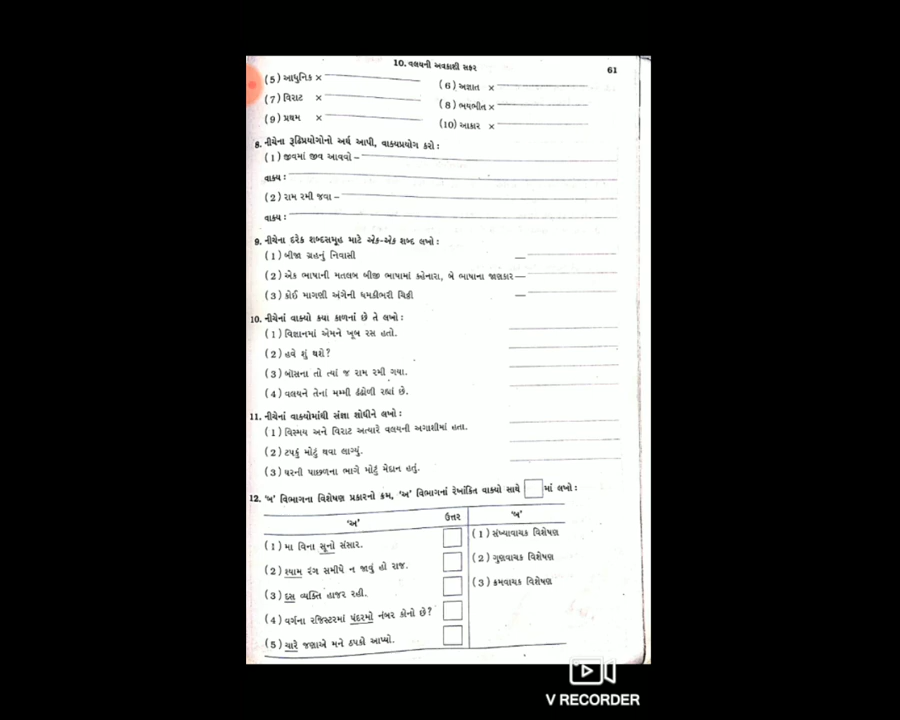 10. વલયની અવકાશી સફર
61
(5) આધુનિક ×
(6) અજ્ઞાત ×
(7) વિરાટ ×
(8) ભયભીત ×
(9) પ્રથમ ×
(10) આકાર ×
8. નીચેના રૂઢિપ્રયોગોનો અર્થ આપી, વાક્યપ્રયોગ કરો :
(1) જીવમાં જીવ આવવો –
વાક્ય :
(2) રામ રમી જવા –
વાક્ય :
9. નીચેના દરેક શબ્દસમૂહ માટે એક-એક શબ્દ લખો :
(1) બીજા ગ્રહનું નિવાસી —
(2) એક ભાષાની મતલબ બીજી ભાષામાં કહેનારા, બે ભાષાના જાણકાર —
(3) કોઈ માગણી અંગેની ધમકીભરી ચિઠ્ઠી —
10. નીચેનાં વાક્યો કયા કાળનાં છે તે લખો :
(1) વિજ્ઞાનમાં એમને ખૂબ રસ હતો.
(2) હવે શું થશે?
(3) બૉસના તો ત્યાં જ રામ રમી ગયા.
(4) વલયને તેનાં મમ્મી ઢંઢોળી રહ્યાં છે.
11. નીચેનાં વાક્યોમાંથી સંજ્ઞા શોધીને લખો :
(1) વિસ્મય અને વિરાટ અત્યારે વલયની અગાશીમાં હતા.
(2) ટપકું મોટું થવા લાગ્યું.
(3) ઘરની પાછળના ભાગે મોટું મેદાન હતું.
12. ‘બ’ વિભાગના વિશેષણ પ્રકારનો ક્રમ, ‘અ’ વિભાગનાં રેખાંકિત વાક્યો સાથે માં લખો :
‘અ’ ઉત્તર ‘બ’
(1) મા વિના સૂનો સંસાર. (1) સંખ્યાવાચક વિશેષણ
(2) શ્યામ રંગ સમીપે ન જાવું હો રાજ. (2) ગુણવાચક વિશેષણ
(3) દસ વ્યક્તિ હાજર રહી. (3) ક્રમવાચક વિશેષણ
(4) વર્ગના રજિસ્ટરમાં પંદરમો નંબર કોનો છે?
(5) ચારે જણાએ મને ઠપકો આપ્યો.
V RECORDER